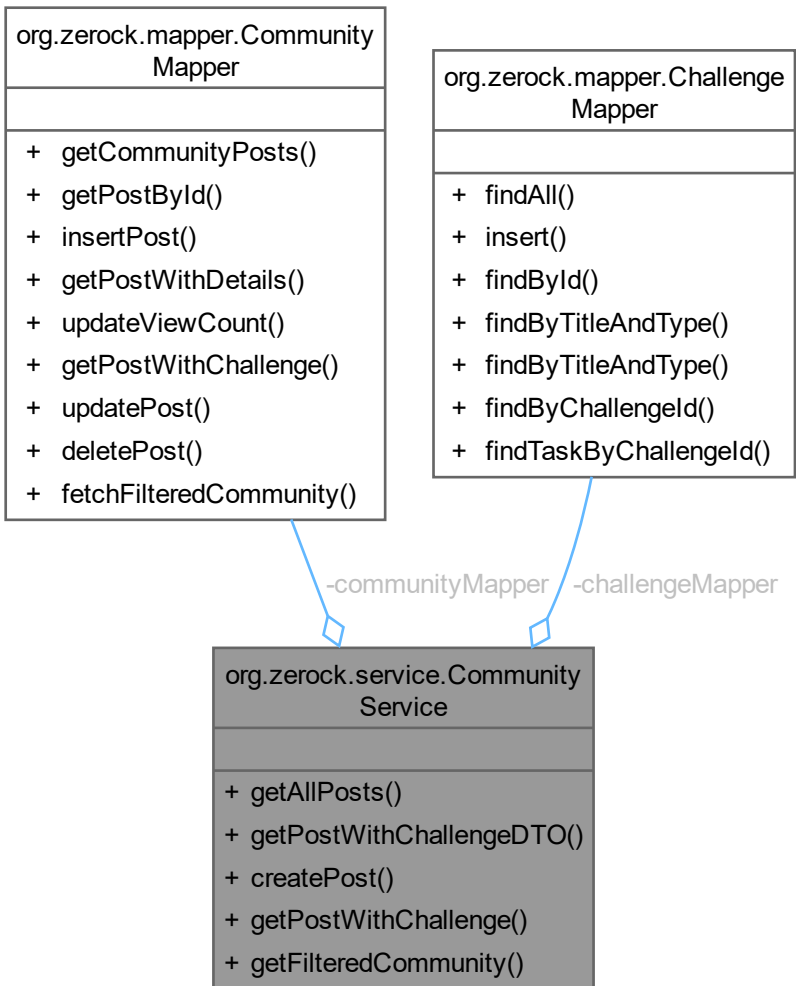 org.zerock.mapper.Community
Mapper
+ getCommunityPosts()
+ getPostById()
+ insertPost()
+ getPostWithDetails()
+ updateViewCount()
+ getPostWithChallenge()
+ updatePost()
+ deletePost()
+ fetchFilteredCommunity()
org.zerock.mapper.Challenge
Mapper
+ findAll()
+ insert()
+ findById()
+ findByTitleAndType()
+ findByTitleAndType()
+ findByChallengeId()
+ findTaskByChallengeId()
-communityMapper
-challengeMapper
org.zerock.service.Community
Service
+ getAllPosts()
+ getPostWithChallengeDTO()
+ createPost()
+ getPostWithChallenge()
+ getFilteredCommunity()